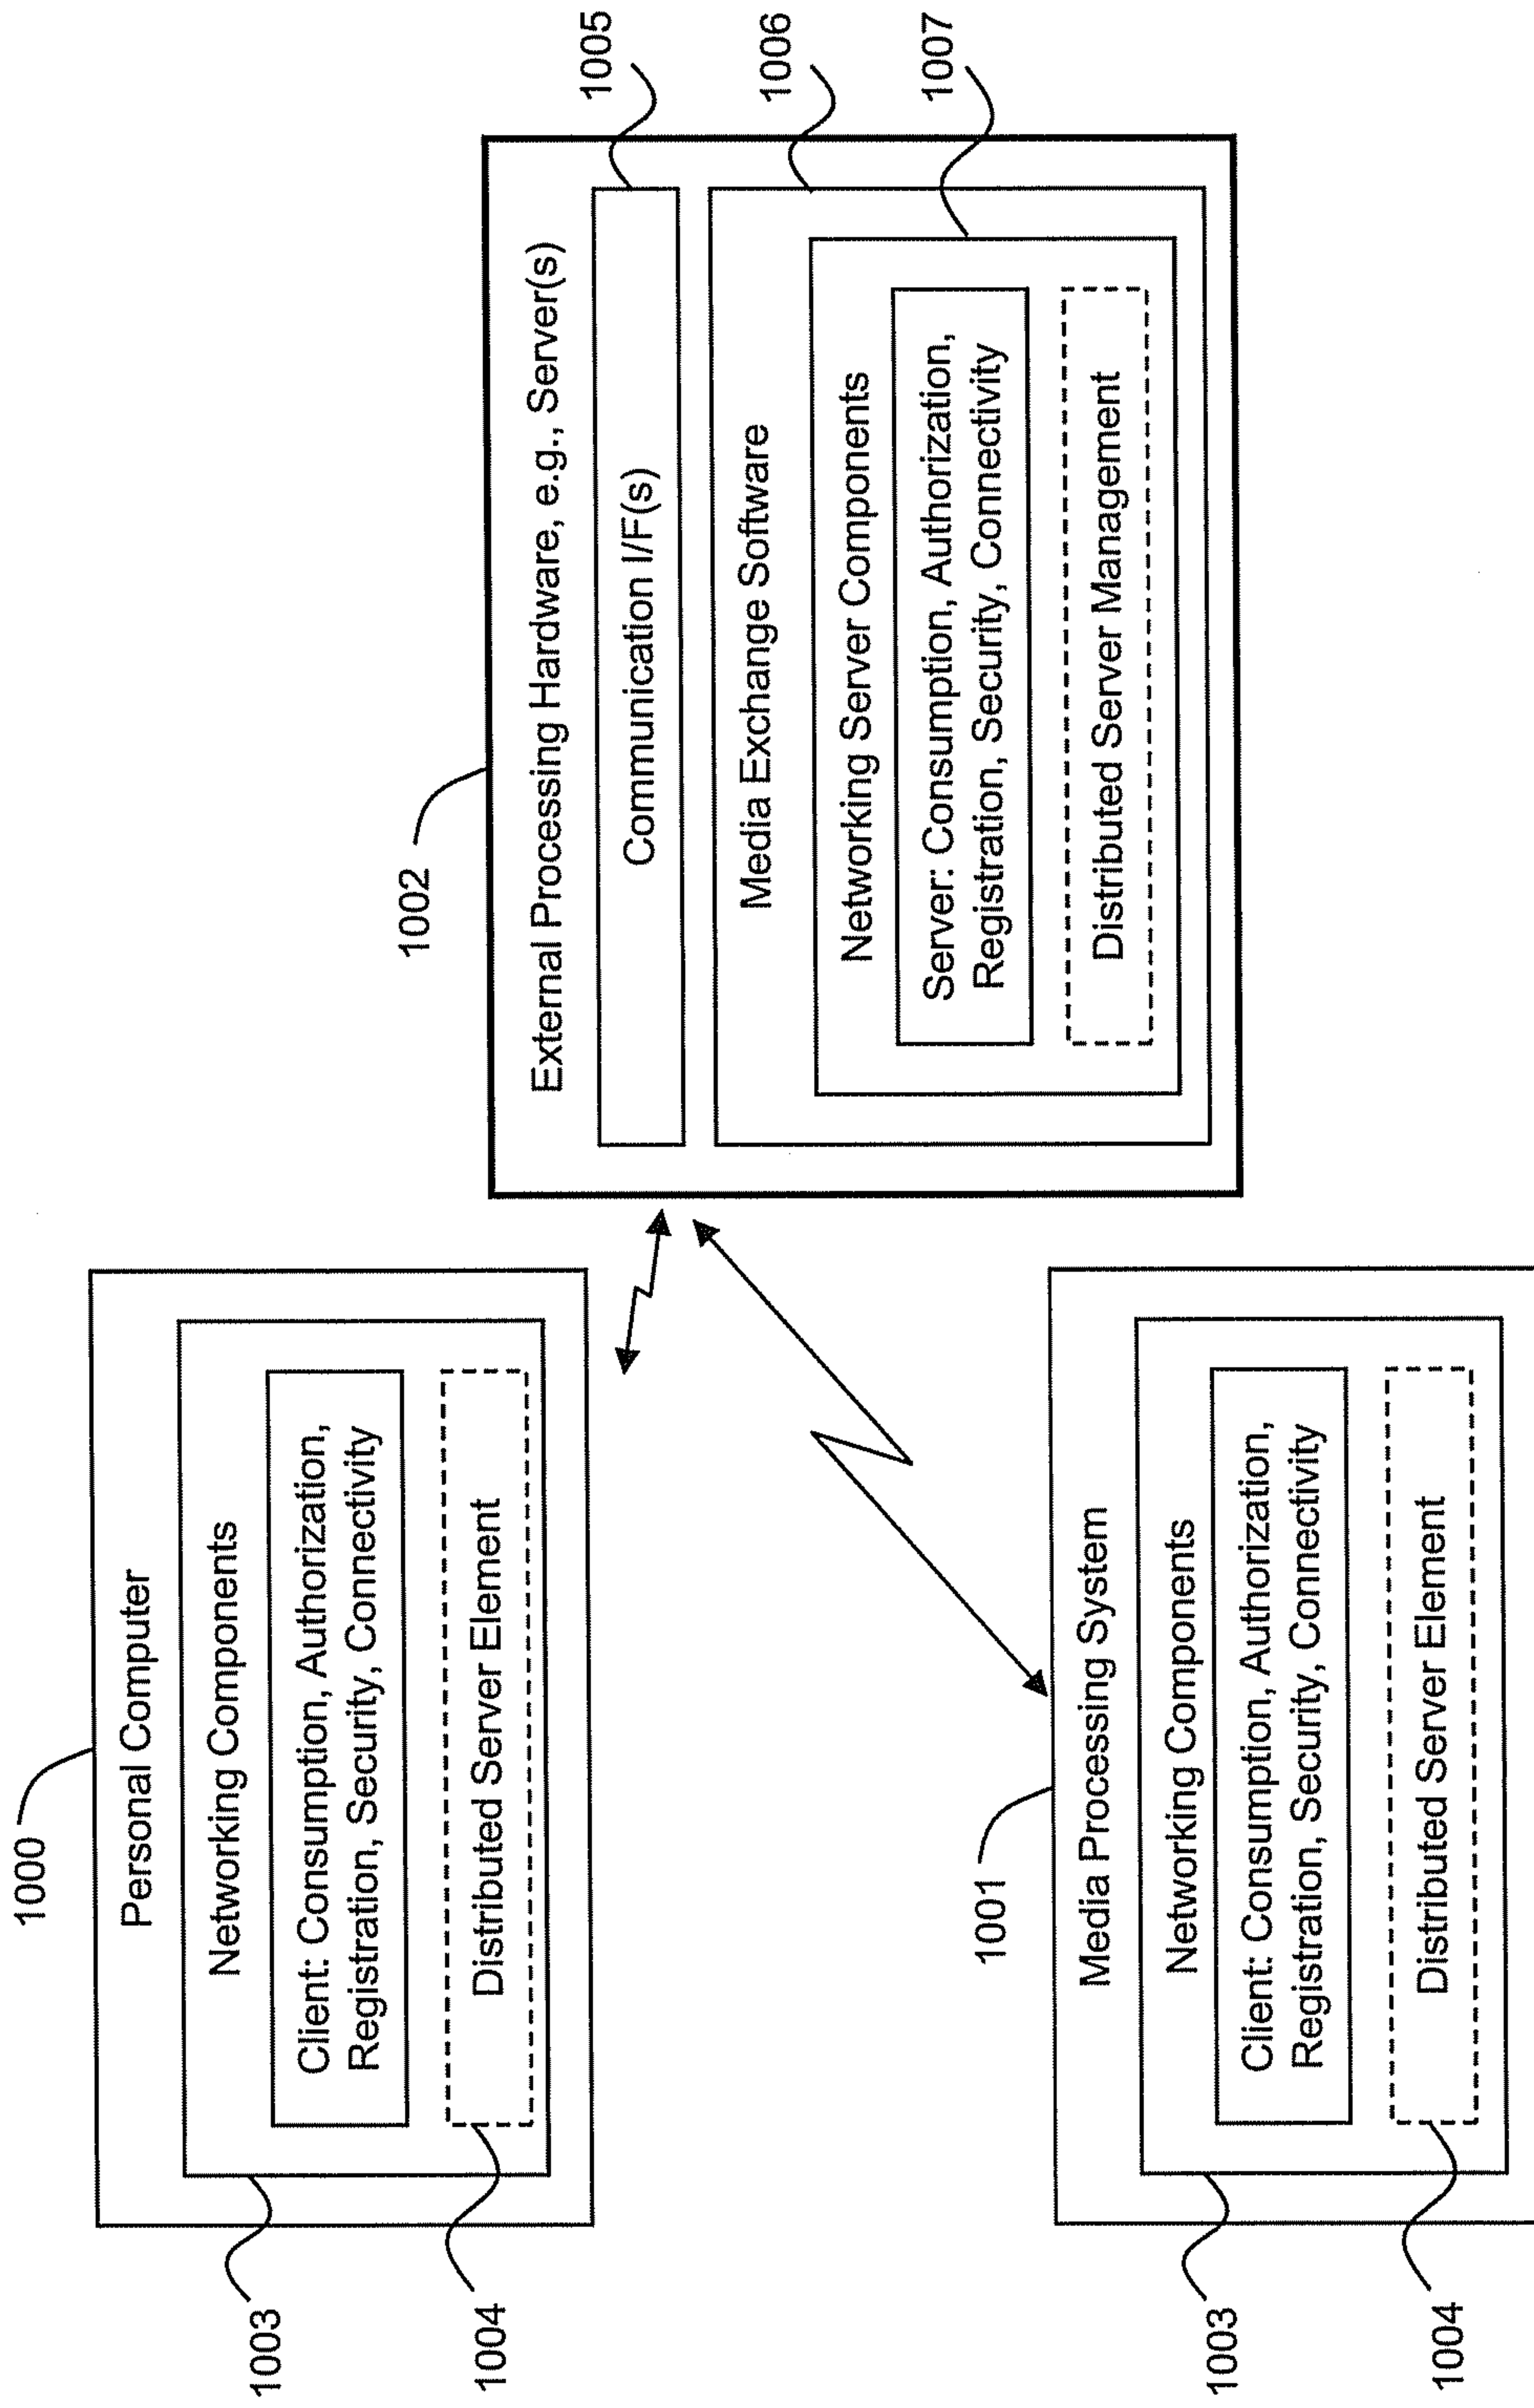 1000
Personal Computer
Networking Components
Client: Consumption, Authorization,
Registration, Security, Connectivity
Distributed Server Element
1003
1004
1001
Media Processing System
Networking Components
Client: Consumption, Authorization,
Registration, Security, Connectivity
Distributed Server Element
1003
1004
1002
External Processing Hardware, e.g., Server(s)
Communication I/F(s)
Media Exchange Software
Networking Server Components
Server: Consumption, Authorization,
Registration, Security, Connectivity
Distributed Server Management
1005
1006
1007